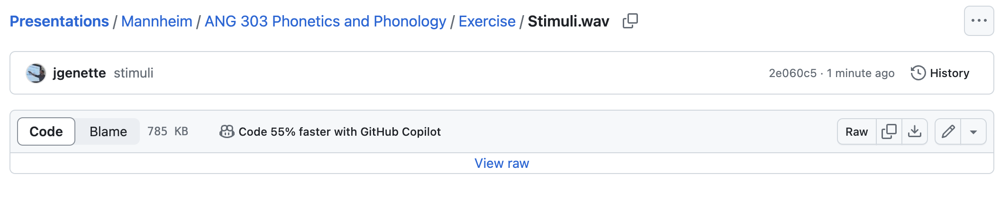 Presentations / Mannheim / ANG 303 Phonetics and Phonology / Exercise / Stimuli.wav
jgenette stimuli 2e060c5 · 1 minute ago History
Code Blame 785 KB Code 55% faster with GitHub Copilot Raw
View raw